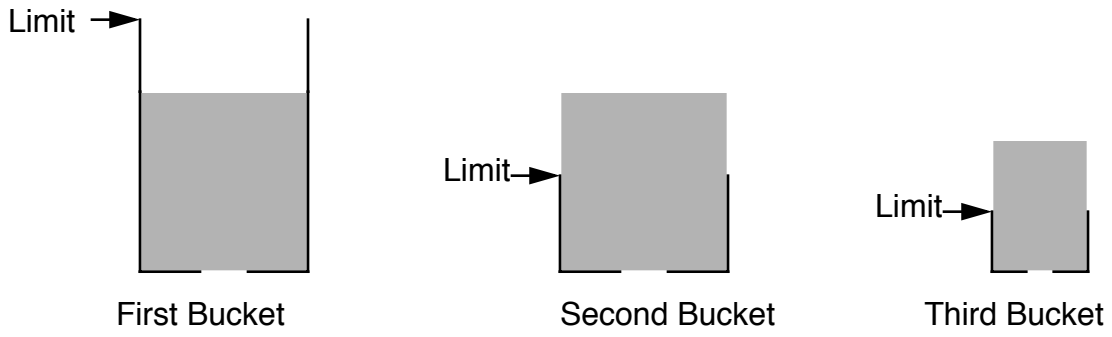 Limit
Limit
Limit
First Bucket
Second Bucket
Third Bucket